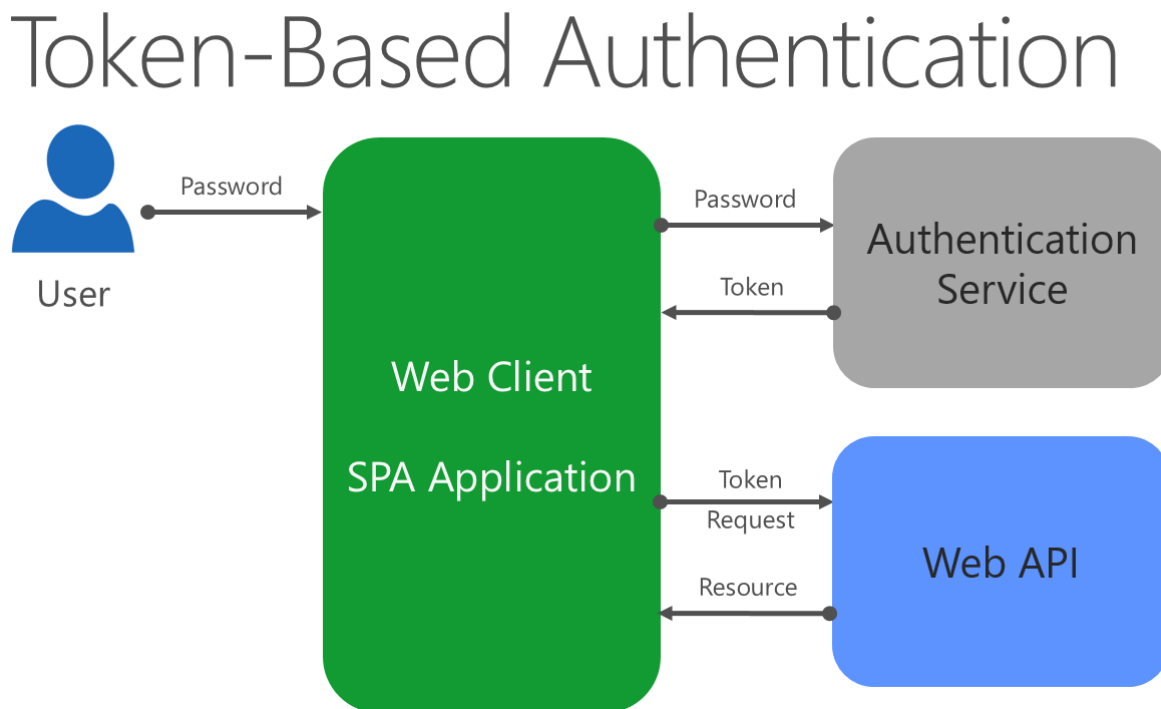 Token-Based Authentication
User
Password
Web Client
SPA Application
Password
Token
Authentication
Service
Token
Request
Resource
Web API